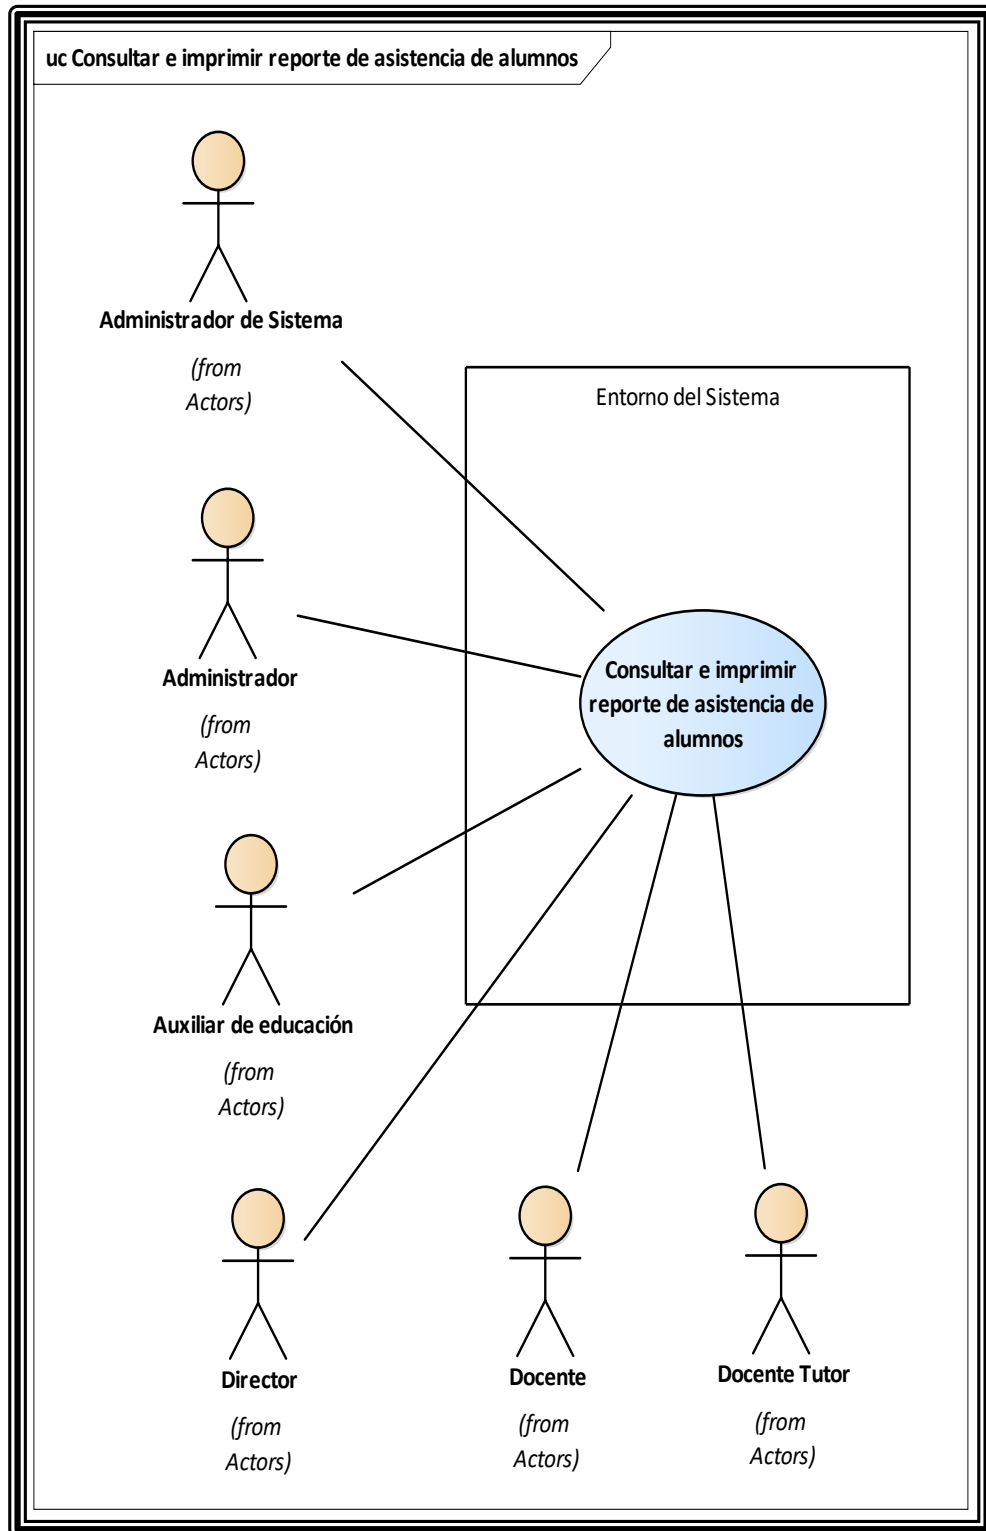 uc Consultar e imprimir reporte de asistencia de alumnos
Administrador de Sistema
(from
Actors)
Entorno del Sistema
Administrador
(from
Actors)
Consultar e imprimir
reporte de asistencia de
alumnos
Auxiliar de educación
(from
Actors)
Director
(from
Actors)
Docente
(from
Actors)
Docente Tutor
(from
Actors)